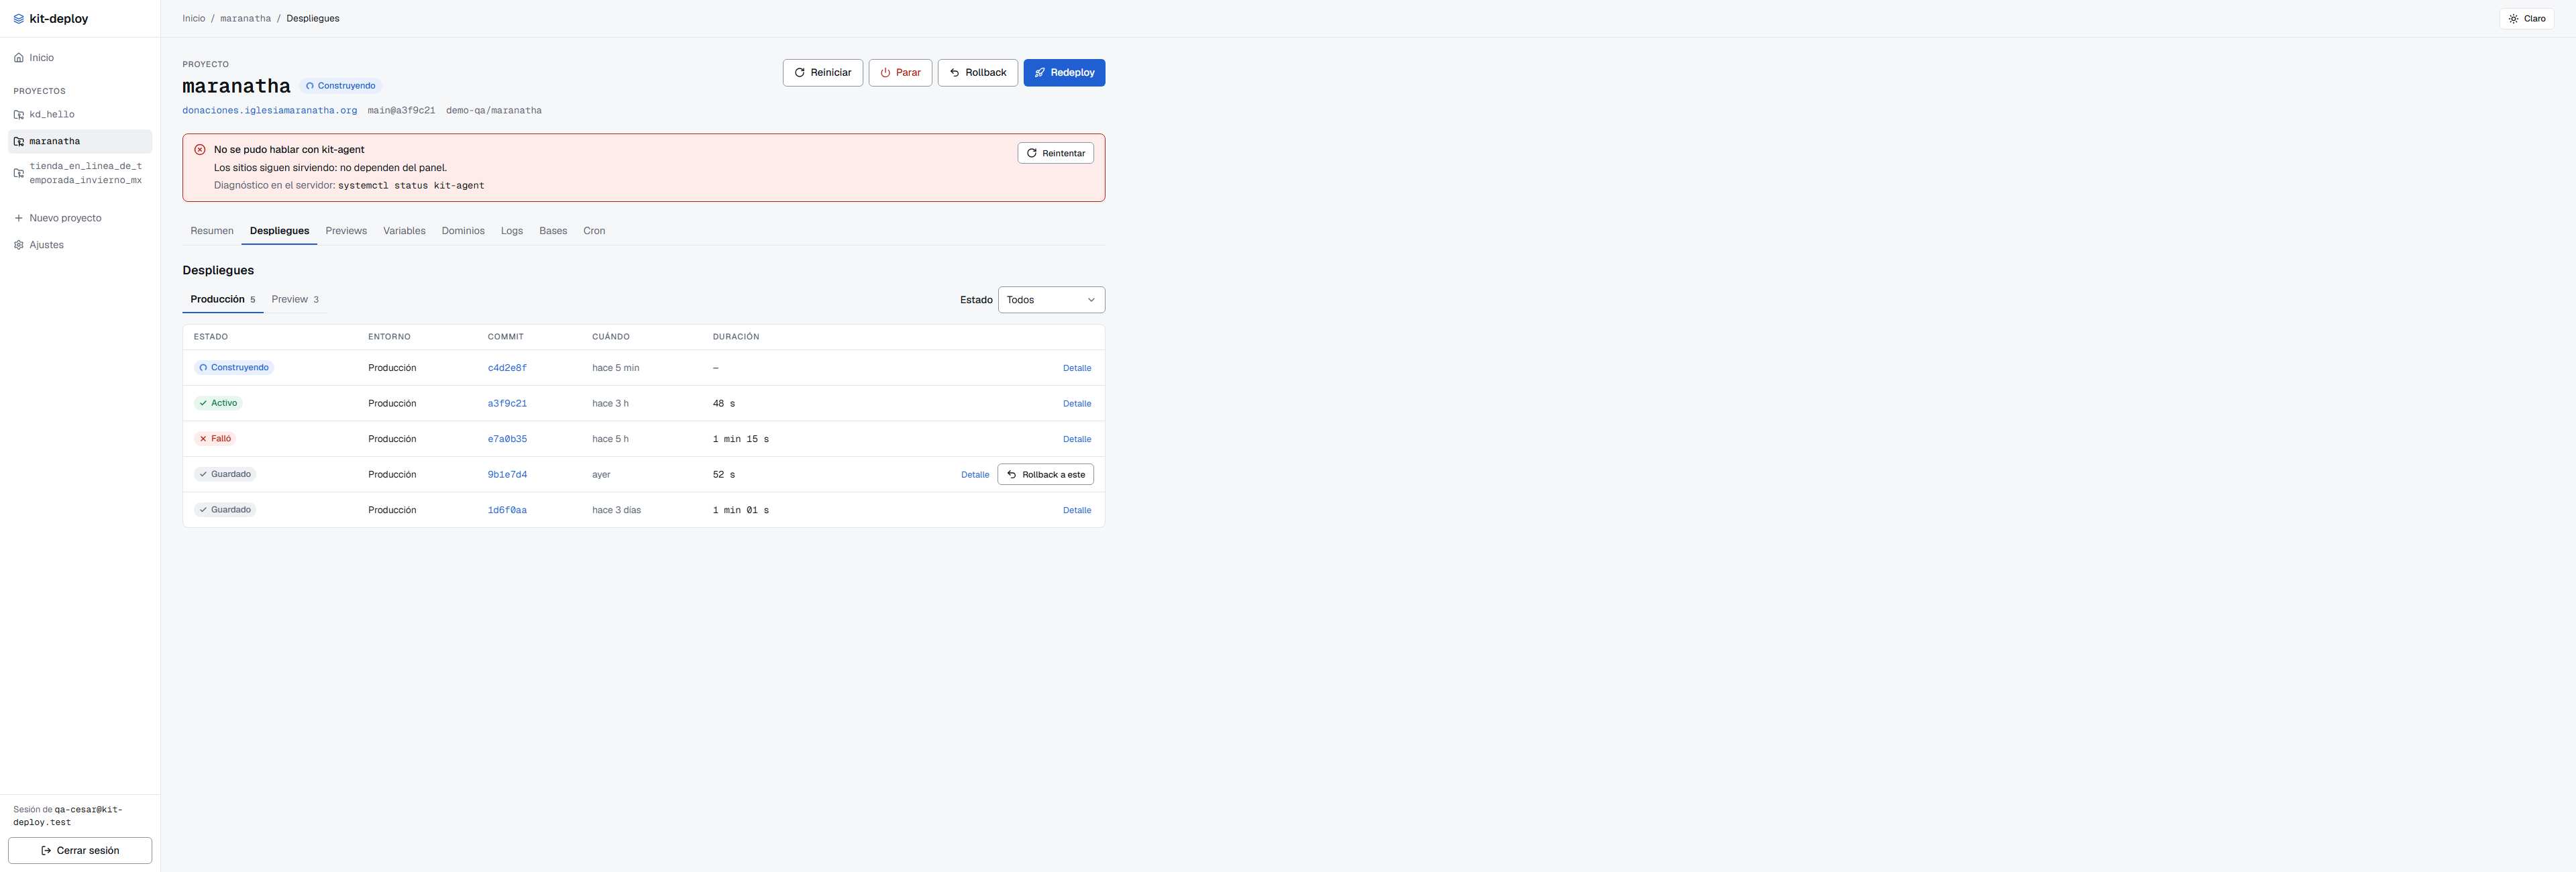 kit-deploy
Inicio / maranatha / Despliegues
Claro
Inicio
PROYECTOS
kd_hello
maranatha
tienda_en_linea_de_t
emporada_invierno_mx
Nuevo proyecto
Ajustes
PROYECTO
maranatha
Construyendo
Reiniciar
Parar
Rollback
Redeploy
donaciones.iglesiamaranatha.org main@a3f9c21 demo-qa/maranatha
No se pudo hablar con kit-agent
Los sitios siguen sirviendo: no dependen del panel.
Diagnóstico en el servidor: systemctl status kit-agent
Reintentar
Resumen Despliegues Previews Variables Dominios Logs Bases Cron
Despliegues
Producción 5 Preview 3
Estado Todos
ESTADO ENTORNO COMMIT CUÁNDO DURACIÓN
Construyendo Producción c4d2e8f hace 5 min – Detalle
Activo Producción a3f9c21 hace 3 h 48 s Detalle
Falló Producción e7a0b35 hace 5 h 1 min 15 s Detalle
Guardado Producción 9b1e7d4 ayer 52 s Detalle Rollback a este
Guardado Producción 1d6f0aa hace 3 días 1 min 01 s Detalle
Sesión de qa-cesar@kit-
deploy.test
Cerrar sesión